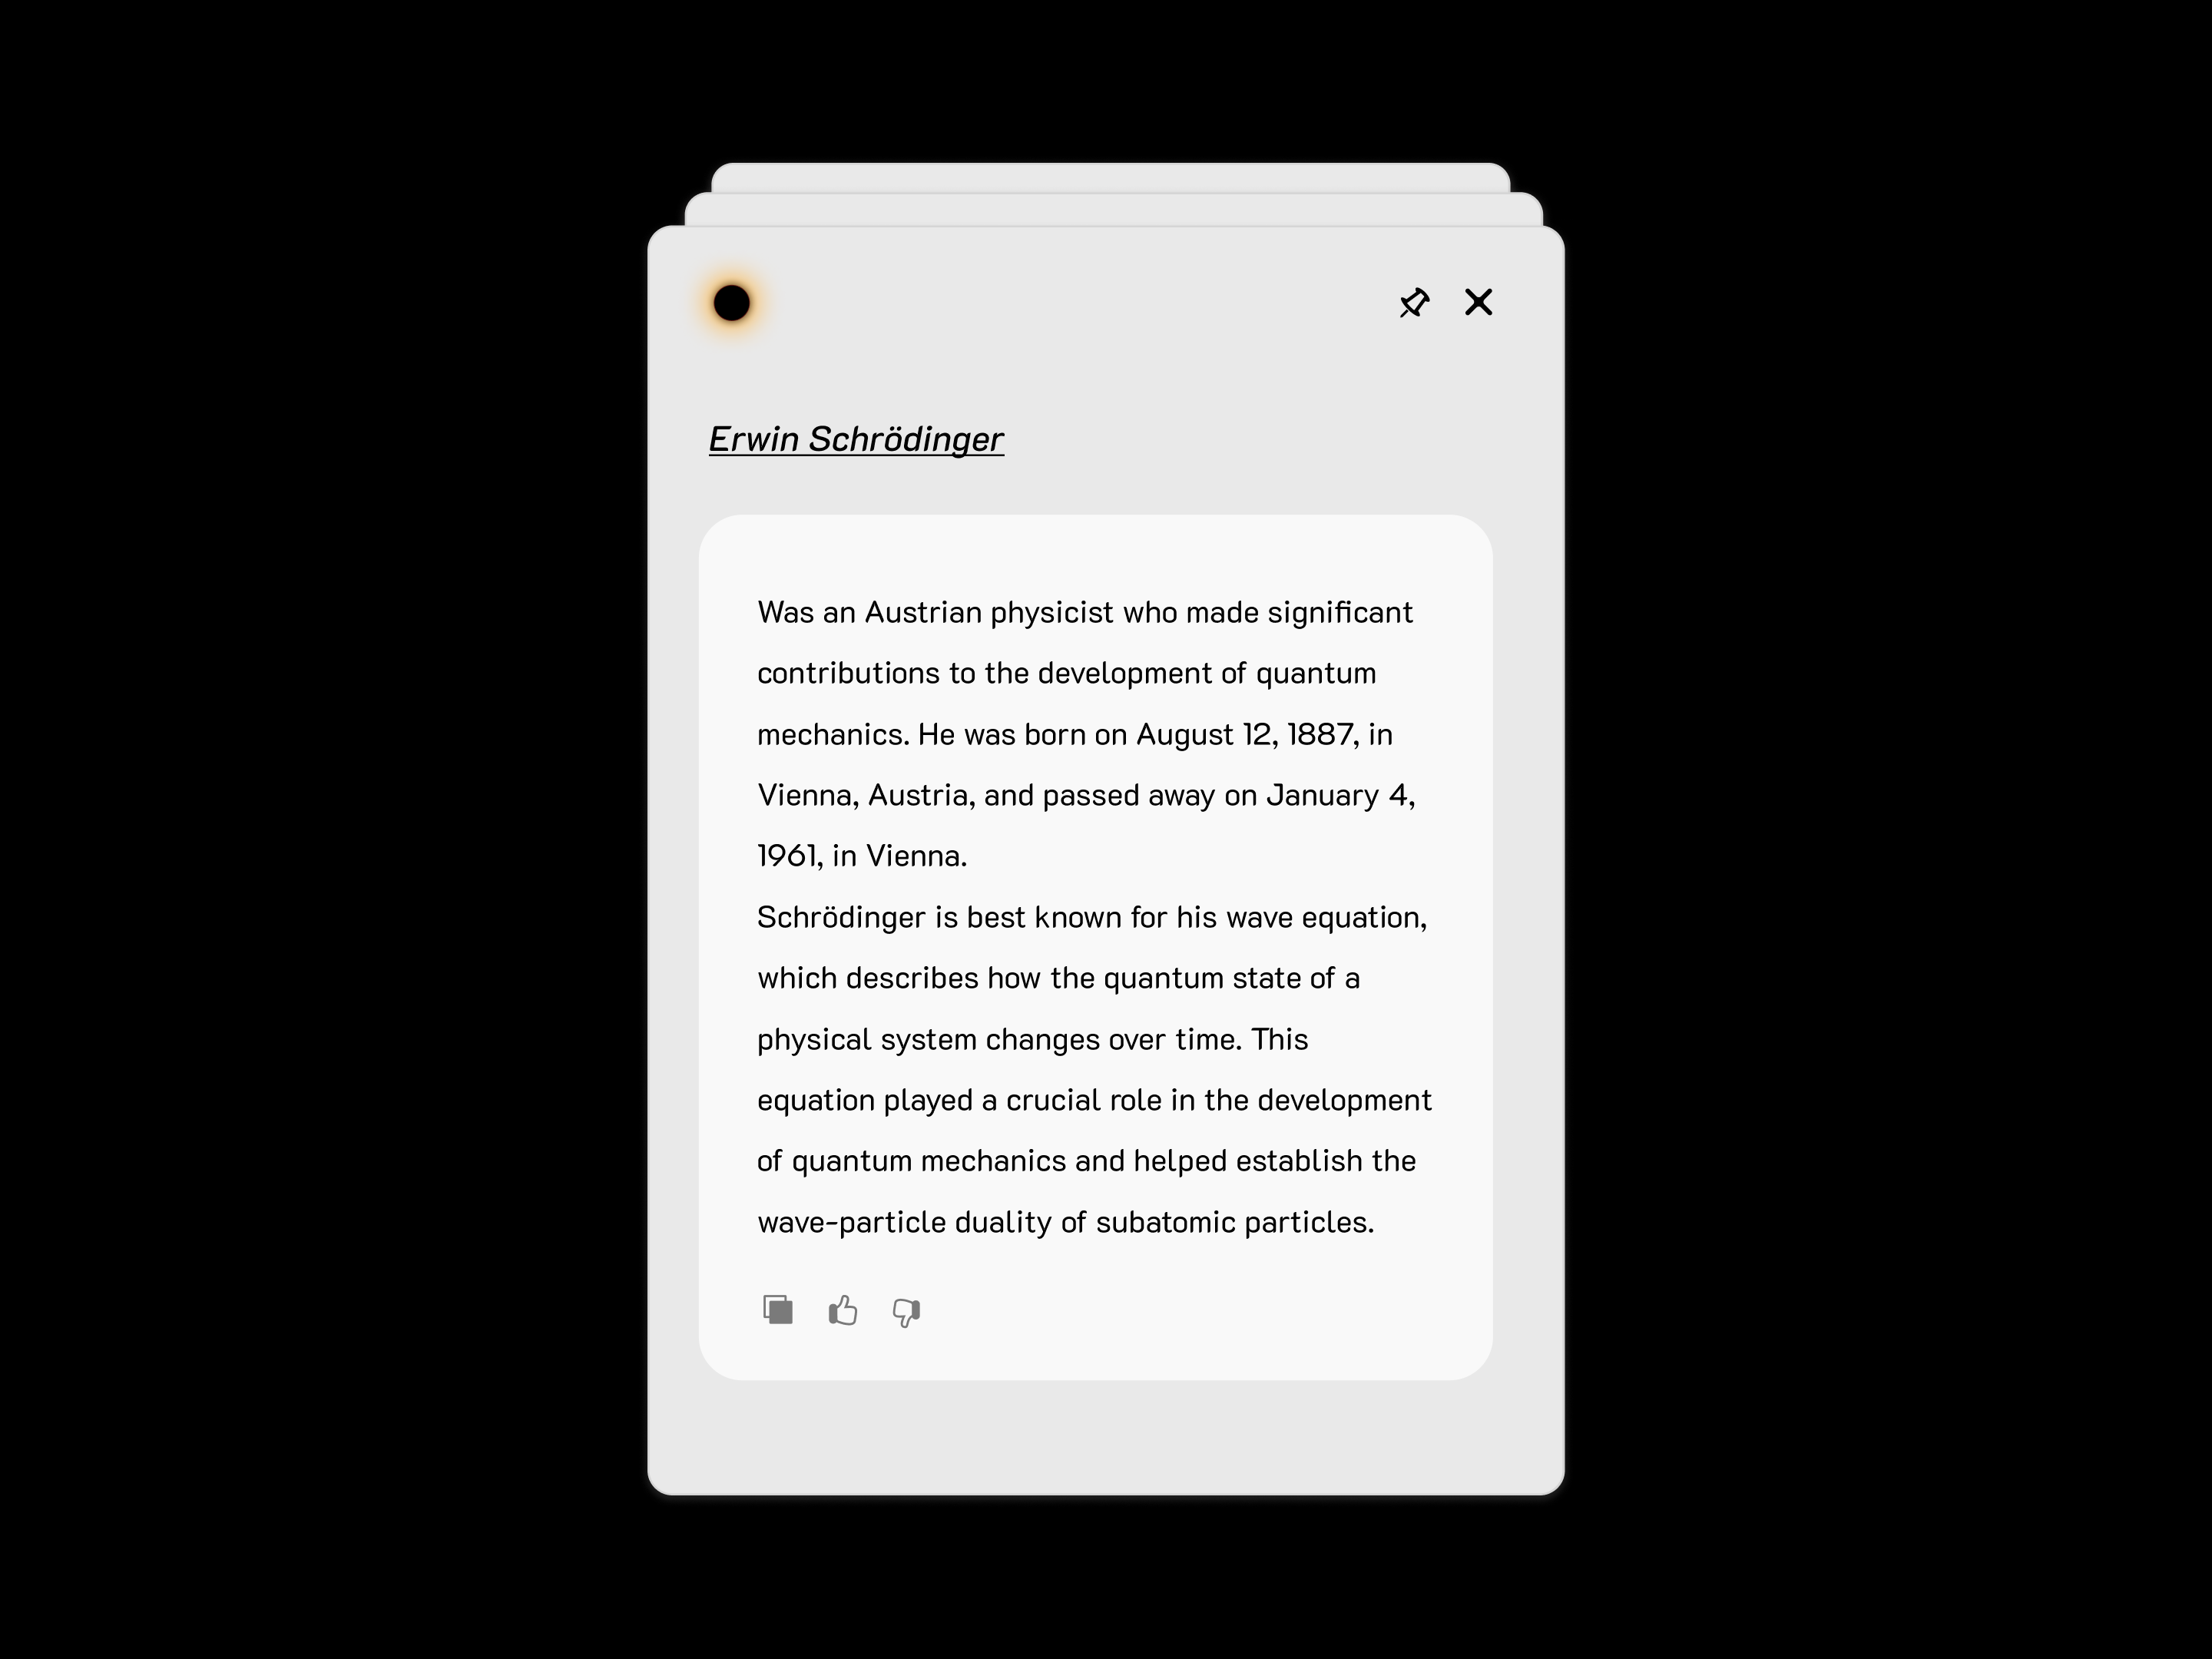 Erwin Schrödinger
Was an Austrian physicist who made significant
contributions to the development of quantum
mechanics. He was born on August 12, 1887, in
Vienna, Austria, and passed away on January 4,
1961, in Vienna.
Schrödinger is best known for his wave equation,
which describes how the quantum state of a
physical system changes over time. This
equation played a crucial role in the development
of quantum mechanics and helped establish the
wave-particle duality of subatomic particles.